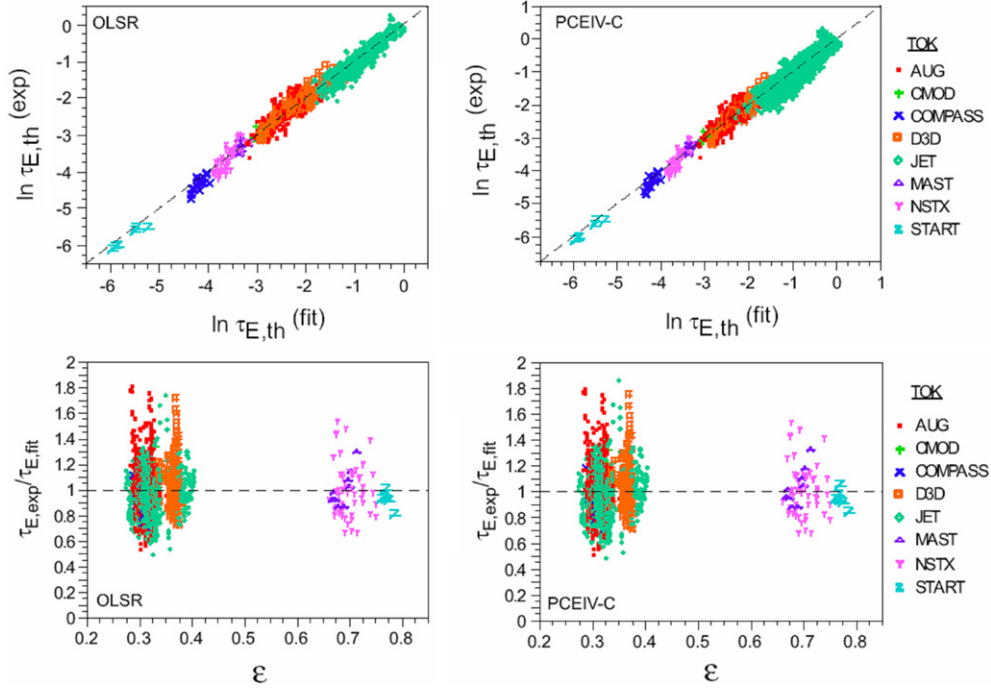 OLSR
0
-1
-2
-3
-4
-5
-6
ln τE,th (exp)
-6 -5 -4 -3 -2 -1 0
ln τE,th (fit)
PCEIV-C
1
0
-1
-2
-3
-4
-5
-6
ln τE,th (exp)
-6 -5 -4 -3 -2 -1 0 1
ln τE,th (fit)
TOK
AUG
CMOD
COMPASS
D3D
JET
MAST
NSTX
START
2
1.8
1.6
1.4
1.2
1
0.8
0.6
0.4
0.2
0
τE,exp/τE,fit
OLSR
0.2 0.3 0.4 0.5 0.6 0.7 0.8
ε
2
1.8
1.6
1.4
1.2
1
0.8
0.6
0.4
0.2
0
τE,exp/τE,fit
PCEIV-C
0.2 0.3 0.4 0.5 0.6 0.7 0.8
ε
TOK
AUG
CMOD
COMPASS
D3D
JET
MAST
NSTX
START